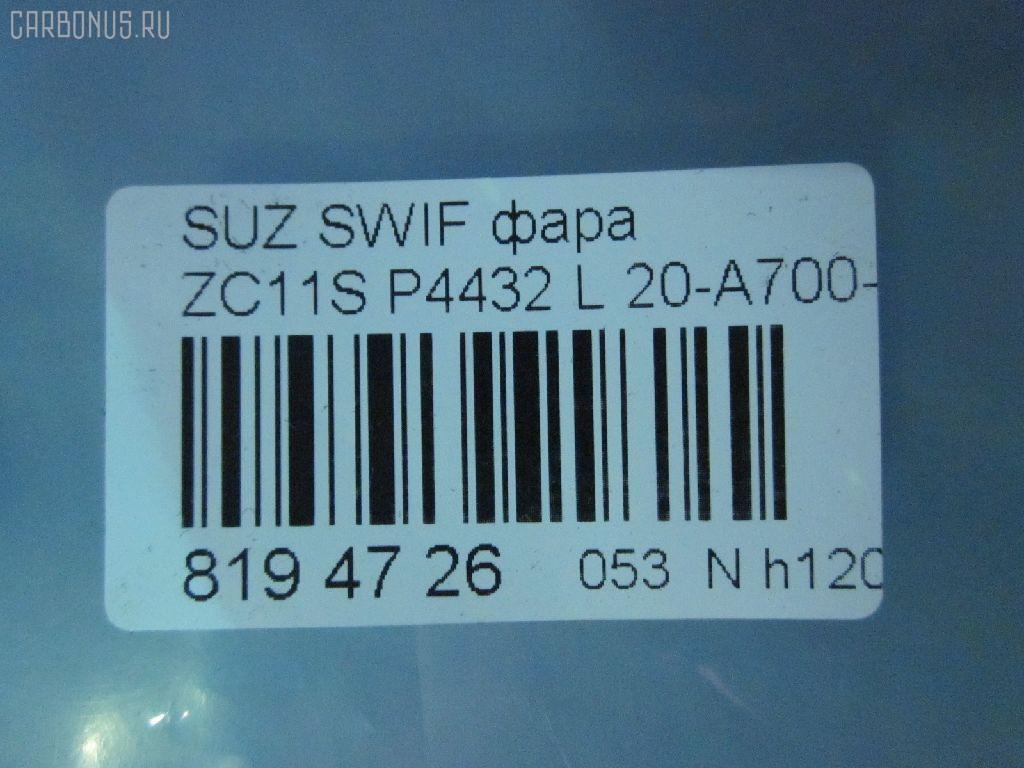 CARBONUS.RU
SUZ SWIF фара
ZC11S P4432 L 20-A700-
819 47 26 053 N h120